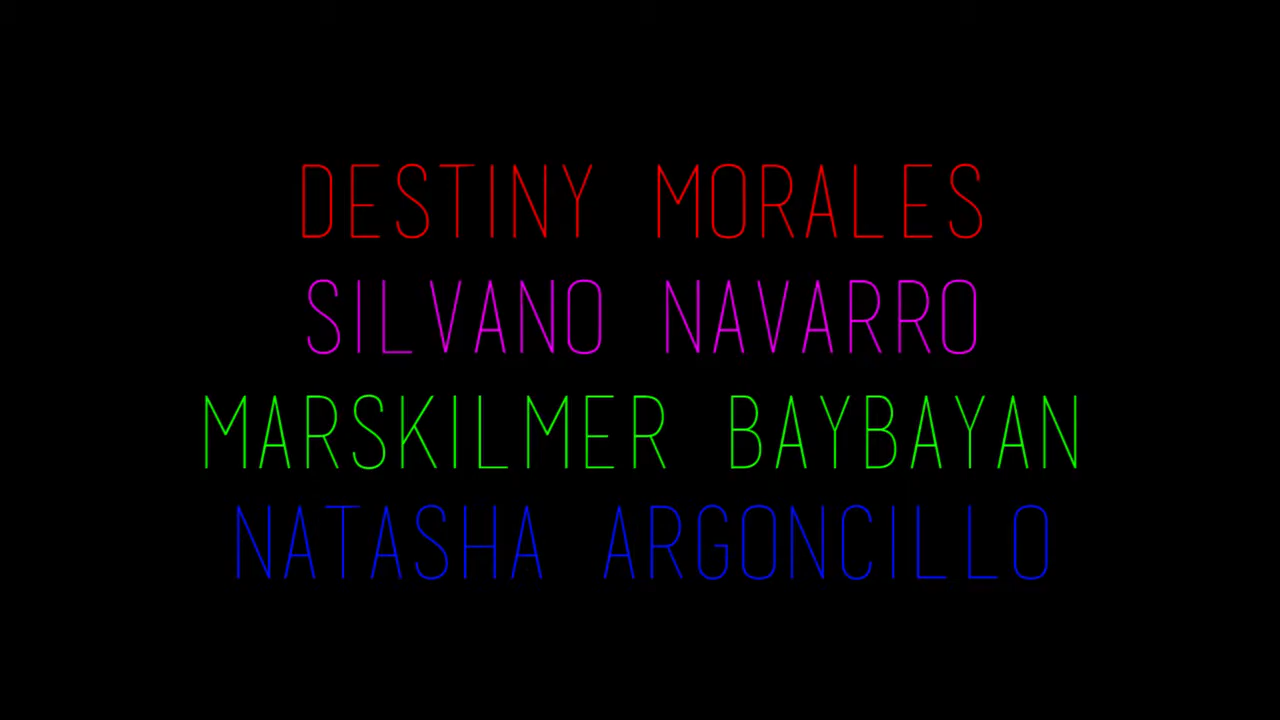 DESTINY MORALES
SILVANO NAVARRO
MARSKILMER BAYBAYAN
NATASHA ARGONCILLO